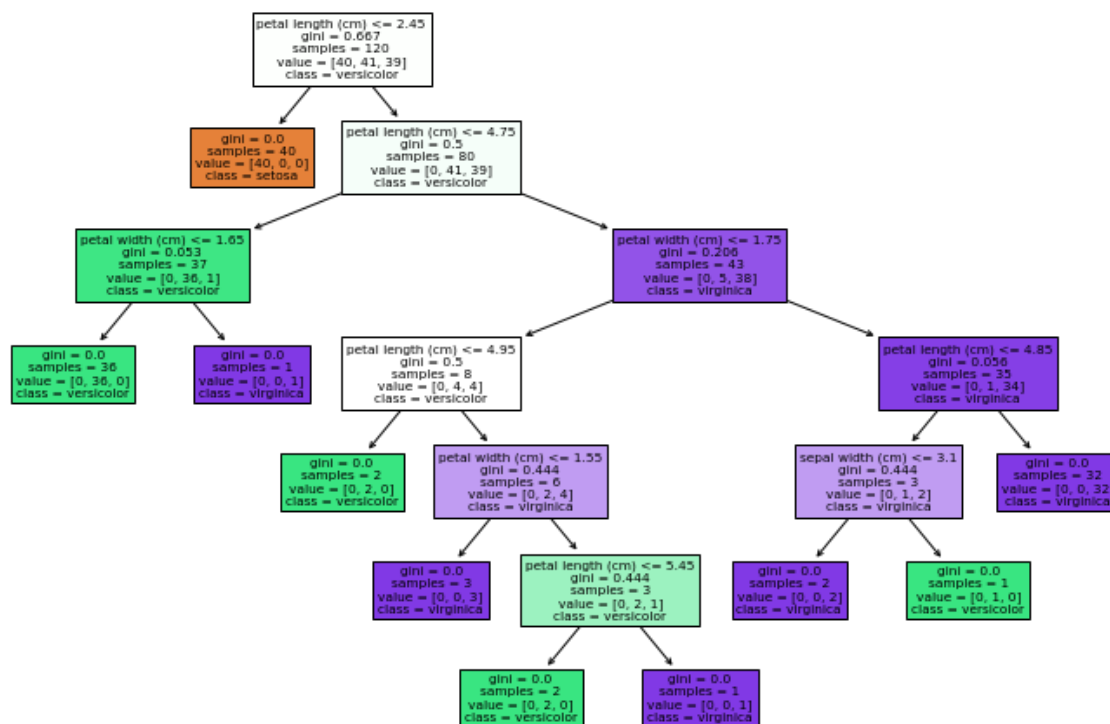 petal length (cm) <= 2.45
gini = 0.667
samples = 120
value = [40, 41, 39]
class = versicolor
gini = 0.0
samples = 40
value = [40, 0, 0]
class = setosa
petal length (cm) <= 4.75
gini = 0.5
samples = 80
value = [0, 41, 39]
class = versicolor
petal width (cm) <= 1.65
gini = 0.053
samples = 37
value = [0, 36, 1]
class = versicolor
petal width (cm) <= 1.75
gini = 0.206
samples = 43
value = [0, 5, 38]
class = virginica
gini = 0.0
samples = 36
value = [0, 36, 0]
class = versicolor
gini = 0.0
samples = 1
value = [0, 0, 1]
class = virginica
petal length (cm) <= 4.95
gini = 0.5
samples = 8
value = [0, 4, 4]
class = versicolor
petal length (cm) <= 4.85
gini = 0.056
samples = 35
value = [0, 1, 34]
class = virginica
gini = 0.0
samples = 2
value = [0, 2, 0]
class = versicolor
petal width (cm) <= 1.55
gini = 0.444
samples = 6
value = [0, 2, 4]
class = virginica
sepal width (cm) <= 3.1
gini = 0.444
samples = 3
value = [0, 1, 2]
class = virginica
gini = 0.0
samples = 32
value = [0, 0, 32]
class = virginica
gini = 0.0
samples = 3
value = [0, 0, 3]
class = virginica
petal length (cm) <= 5.45
gini = 0.444
samples = 3
value = [0, 2, 1]
class = versicolor
gini = 0.0
samples = 2
value = [0, 0, 2]
class = virginica
gini = 0.0
samples = 1
value = [0, 1, 0]
class = versicolor
gini = 0.0
samples = 2
value = [0, 2, 0]
class = versicolor
gini = 0.0
samples = 1
value = [0, 0, 1]
class = virginica